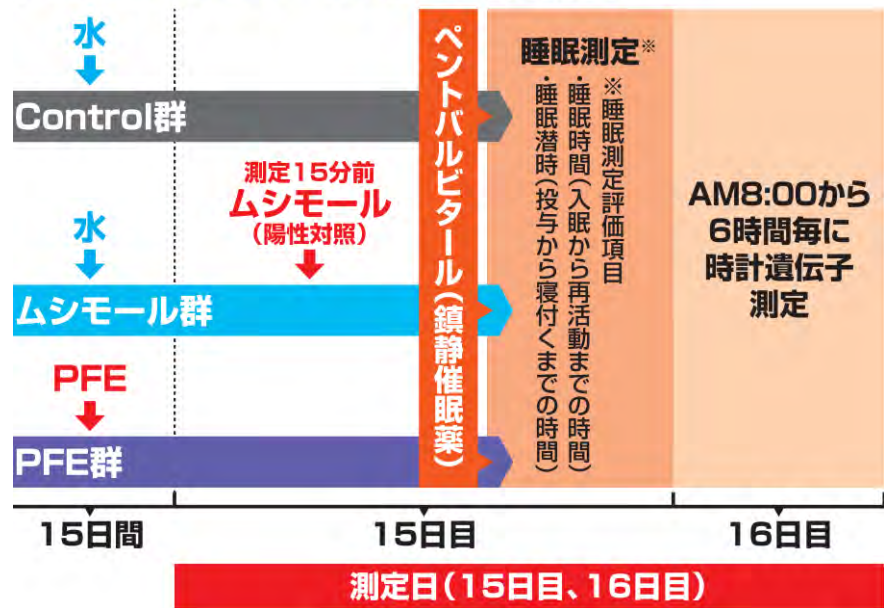 水
Control群
測定15分前
ムシモール
(陽性対照)
水
ムシモール群
PFE
PFE群
ペントバルビタール(鎮静催眠薬)
睡眠測定※
※睡眠測定評価項目
・睡眠時間(入眠から再活動までの時間)
・睡眠潜時(投与から寝付くまでの時間)
AM8:00から
6時間毎に
時計遺伝子
測定
15日間
15日目
16日目
測定日(15日目、16日目)